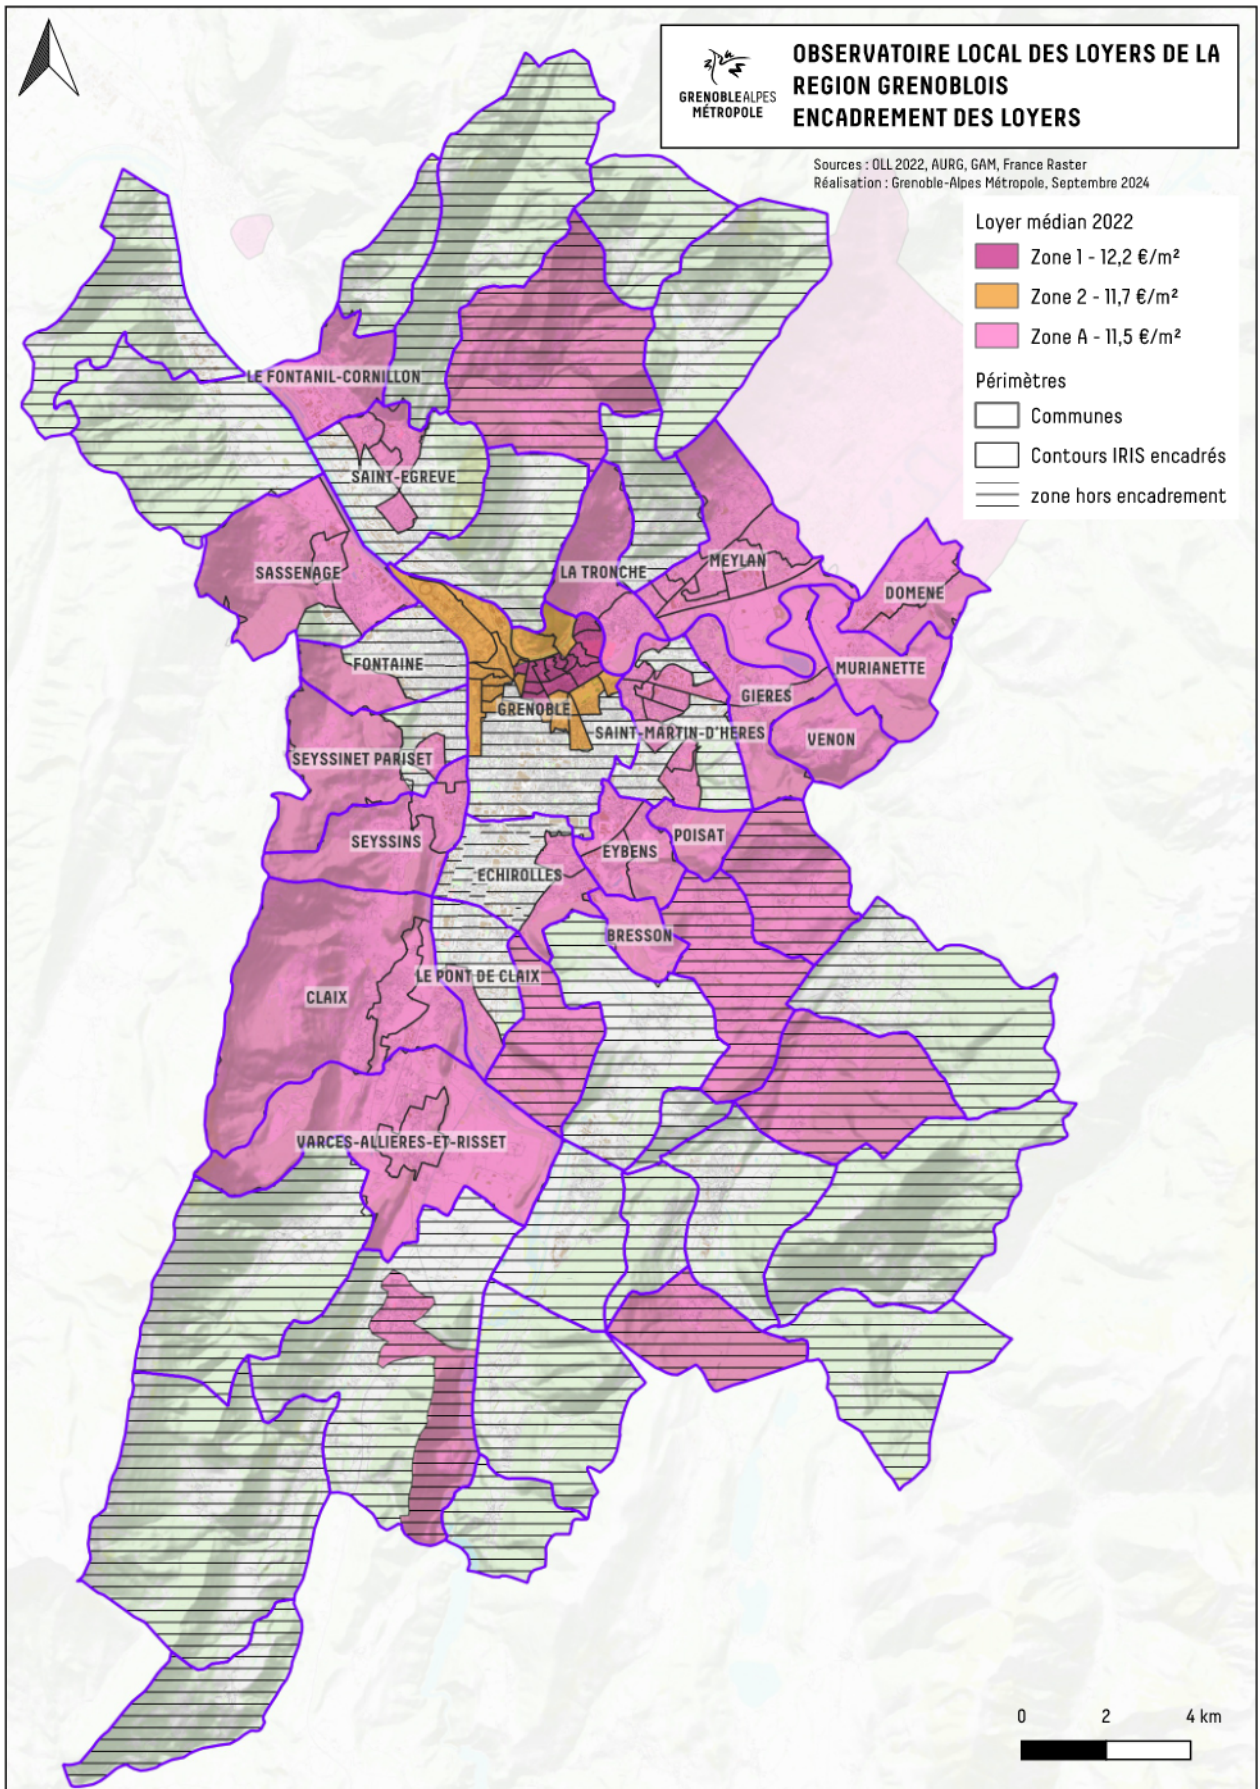 OBSERVATOIRE LOCAL DES LOYERS DE LA
REGION GRENOBLOIS
ENCADREMENT DES LOYERS
GRENOBLEALPES
MÉTROPOLE
Sources : OLL 2022, AURG, GAM, France Raster
Réalisation : Grenoble-Alpes Métropole, Septembre 2024
Loyer médian 2022
Zone 1 - 12,2 €/m²
Zone 2 - 11,7 €/m²
Zone A - 11,5 €/m²
Périmètres
Communes
Contours IRIS encadrés
zone hors encadrement
LE FONTANIL-CORNILLON
SAINT-EGREVE
SASSENAGE
LA TRONCHE
MEYLAN
DOMENE
FONTAINE
MURIANETTE
GIERES
GRENOBLE
SAINT-MARTIN-D'HERES
VENON
SEYSSINET PARISET
SEYSSINS
POISAT
EYBENS
ECHIROLLES
BRESSON
LE PONT DE CLAIX
CLAIX
VARCES-ALLIERES-ET-RISSET
0 2 4 km